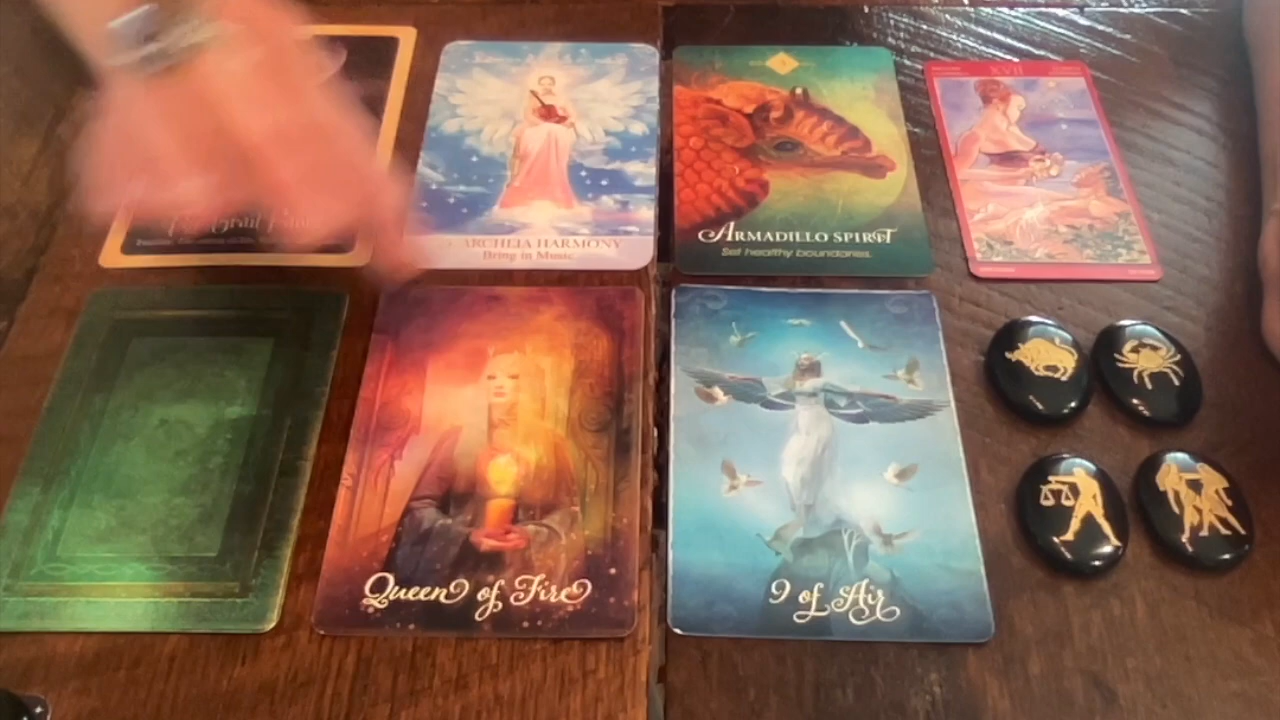 ARCHEIA HARMONY
Bring in Music
ARMADILLO SPIRIT
Set healthy boundaries.
XVII
Queen of Fire
9 of Air